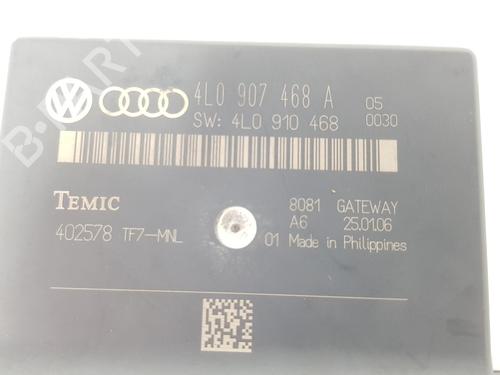 4L0 907 468 A 05
SW: 4L0 910 468 0030
TEMIC 8081 GATEWAY
A6 25.01.06
402578 TF7-MNL 01 Made in Philippines